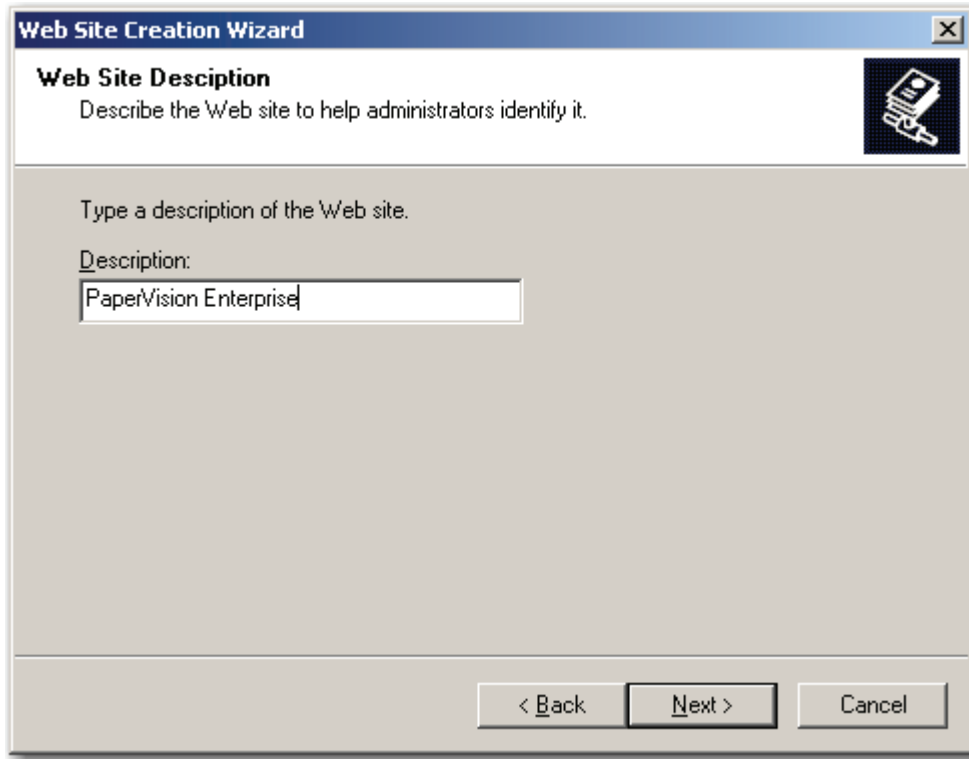 Web Site Creation Wizard
Web Site Desciption
Describe the Web site to help administrators identify it.
Type a description of the Web site.
Description:
PaperVision Enterprise
< Back
Next >
Cancel